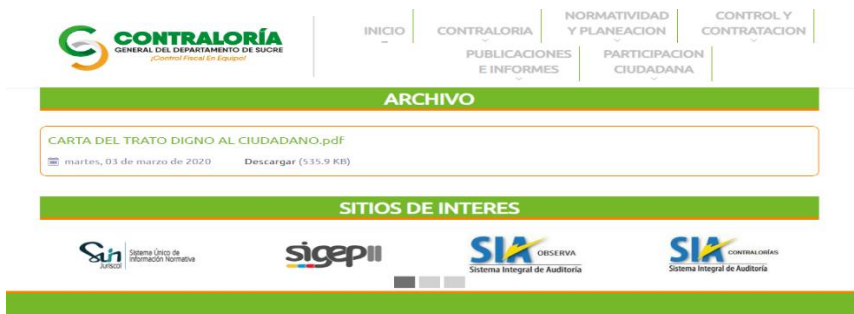 CONTRALORÍA
GENERAL DEL DEPARTAMENTO DE SUCRE
¡Control Fiscal En Equipo!
INICIO
CONTRALORIA
NORMATIVIDAD
Y PLANEACION
CONTROL Y
CONTRATACION
PUBLICACIONES
E INFORMES
PARTICIPACION
CIUDADANA
ARCHIVO
CARTA DEL TRATO DIGNO AL CIUDADANO.pdf
martes, 03 de marzo de 2020 Descargar (535.9 KB)
SITIOS DE INTERES
Suin
Juriscol
Sistema Único de
Información Normativa
sigepII
SIA OBSERVA
Sistema Integral de Auditoría
SIA CONTRALORÍAS
Sistema Integral de Auditoría